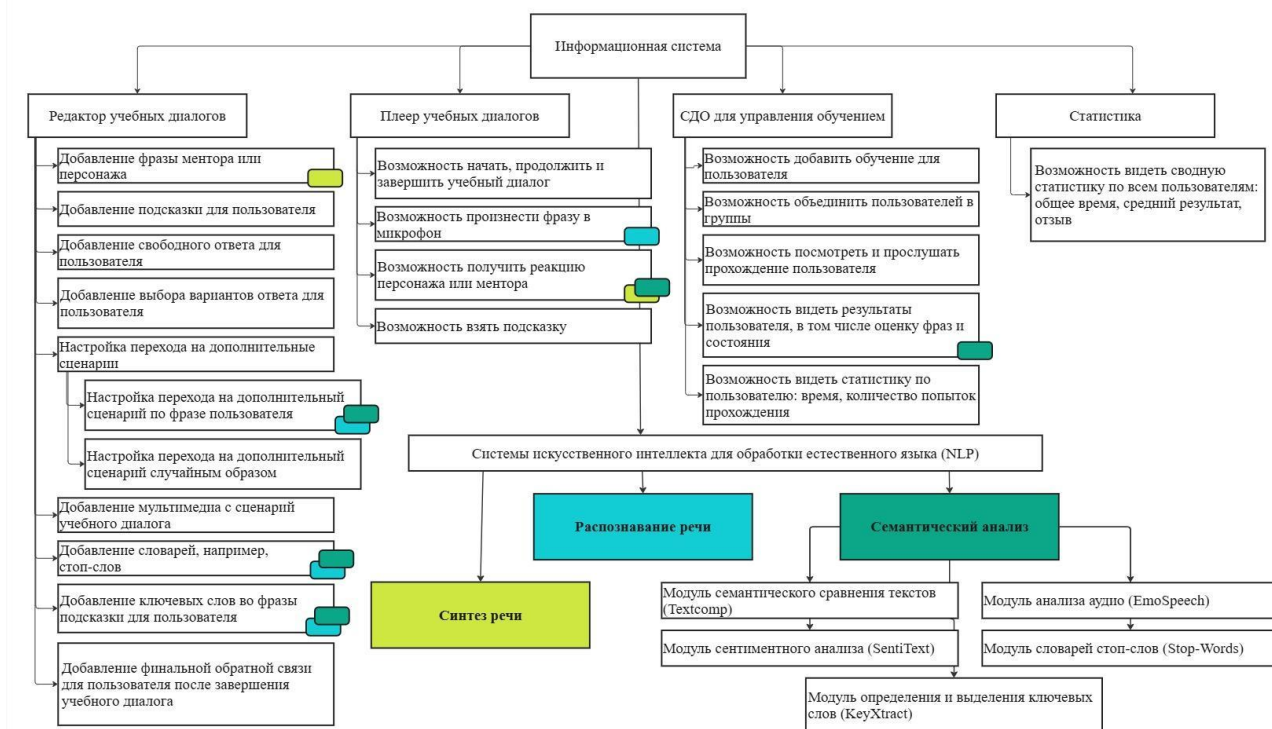 Информационная система
Редактор учебных диалогов
Плеер учебных диалогов
СДО для управления обучением
Статистика
Добавление фразы ментора или
персонажа
Добавление подсказки для пользователя
Добавление свободного ответа для
пользователя
Добавление выбора вариантов ответа для
пользователя
Настройка перехода на дополнительные
сценарии
Настройка перехода на дополнительный
сценарий по фразе пользователя
Настройка перехода на дополнительный
сценарий случайным образом
Добавление мультимедиа с сценарий
учебного диалога
Добавление словарей, например,
стоп-слов
Добавление ключевых слов во фразы
подсказки для пользователя
Добавление финальной обратной связи
для пользователя после завершения
учебного диалога
Возможность начать, продолжить и
завершить учебный диалог
Возможность произнести фразу в
микрофон
Возможность получить реакцию
персонажа или ментора
Возможность взять подсказку
Возможность добавить обучение для
пользователя
Возможность объединить пользователей в
группы
Возможность посмотреть и прослушать
прохождение пользователя
Возможность видеть результаты
пользователя, в том числе оценку фраз и
состояния
Возможность видеть статистику по
пользователю: время, количество попыток
прохождения
Возможность видеть сводную
статистику по всем пользователям:
общее время, средний результат,
отзыв
Системы искусственного интеллекта для обработки естественного языка (NLP)
Синтез речи
Распознавание речи
Семантический анализ
Модуль семантического сравнения текстов
(Textcomp)
Модуль сентиментного анализа (SentiText)
Модуль анализа аудио (EmoSpeech)
Модуль словарей стоп-слов (Stop-Words)
Модуль определения и выделения ключевых
слов (KeyXtract)